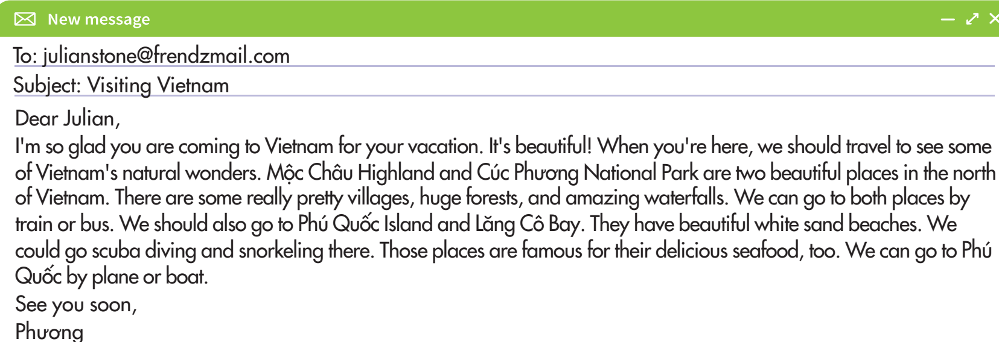 New message
To: julianstone@frendzmail.com
Subject: Visiting Vietnam
Dear Julian,
I'm so glad you are coming to Vietnam for your vacation. It's beautiful! When you're here, we should travel to see some
of Vietnam's natural wonders. Mộc Châu Highland and Cúc Phương National Park are two beautiful places in the north
of Vietnam. There are some really pretty villages, huge forests, and amazing waterfalls. We can go to both places by
train or bus. We should also go to Phú Quốc Island and Lăng Cô Bay. They have beautiful white sand beaches. We
could go scuba diving and snorkeling there. Those places are famous for their delicious seafood, too. We can go to Phú
Quốc by plane or boat.
See you soon,
Phương